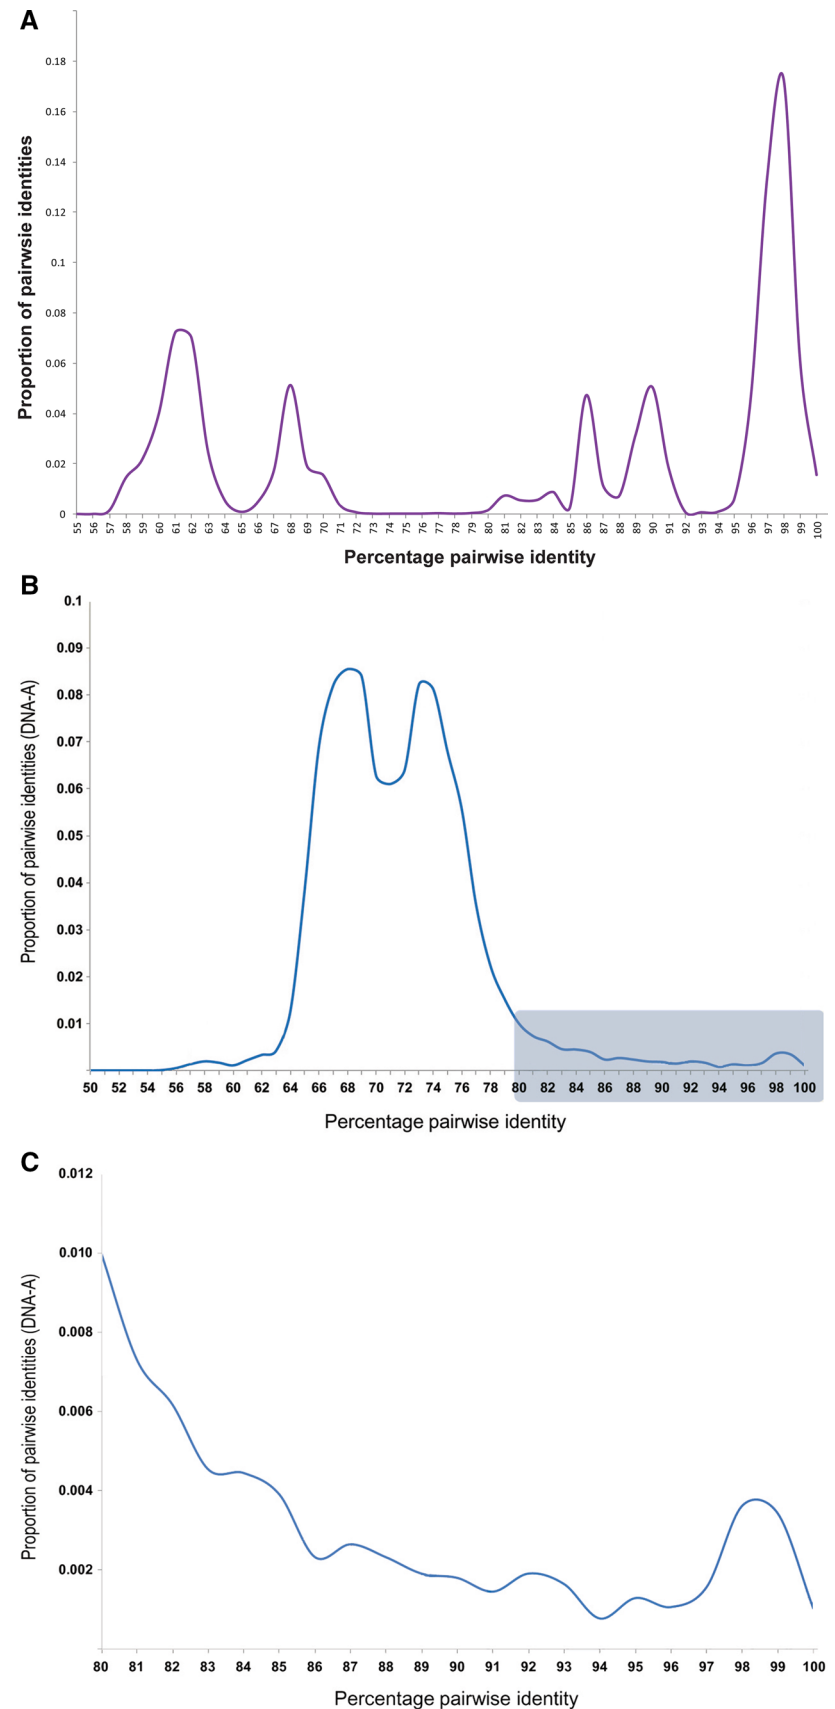 A
Proportion of pairwsie identities
0.18
0.16
0.14
0.12
0.1
0.08
0.06
0.04
0.02
0
55 56 57 58 59 60 61 62 63 64 65 66 67 68 69 70 71 72 73 74 75 76 77 78 79 80 81 82 83 84 85 86 87 88 89 90 91 92 93 94 95 96 97 98 99 100
Percentage pairwise identity
B
Proportion of pairwise identities (DNA-A)
0.1
0.09
0.08
0.07
0.06
0.05
0.04
0.03
0.02
0.01
50 52 54 56 58 60 62 64 66 68 70 72 74 76 78 80 82 84 86 88 90 92 94 96 98 100
Percentage pairwise identity
C
Proportion of pairwise identities (DNA-A)
0.012
0.010
0.008
0.006
0.004
0.002
80 81 82 83 84 85 86 87 88 89 90 91 92 93 94 95 96 97 98 99 100
Percentage pairwise identity